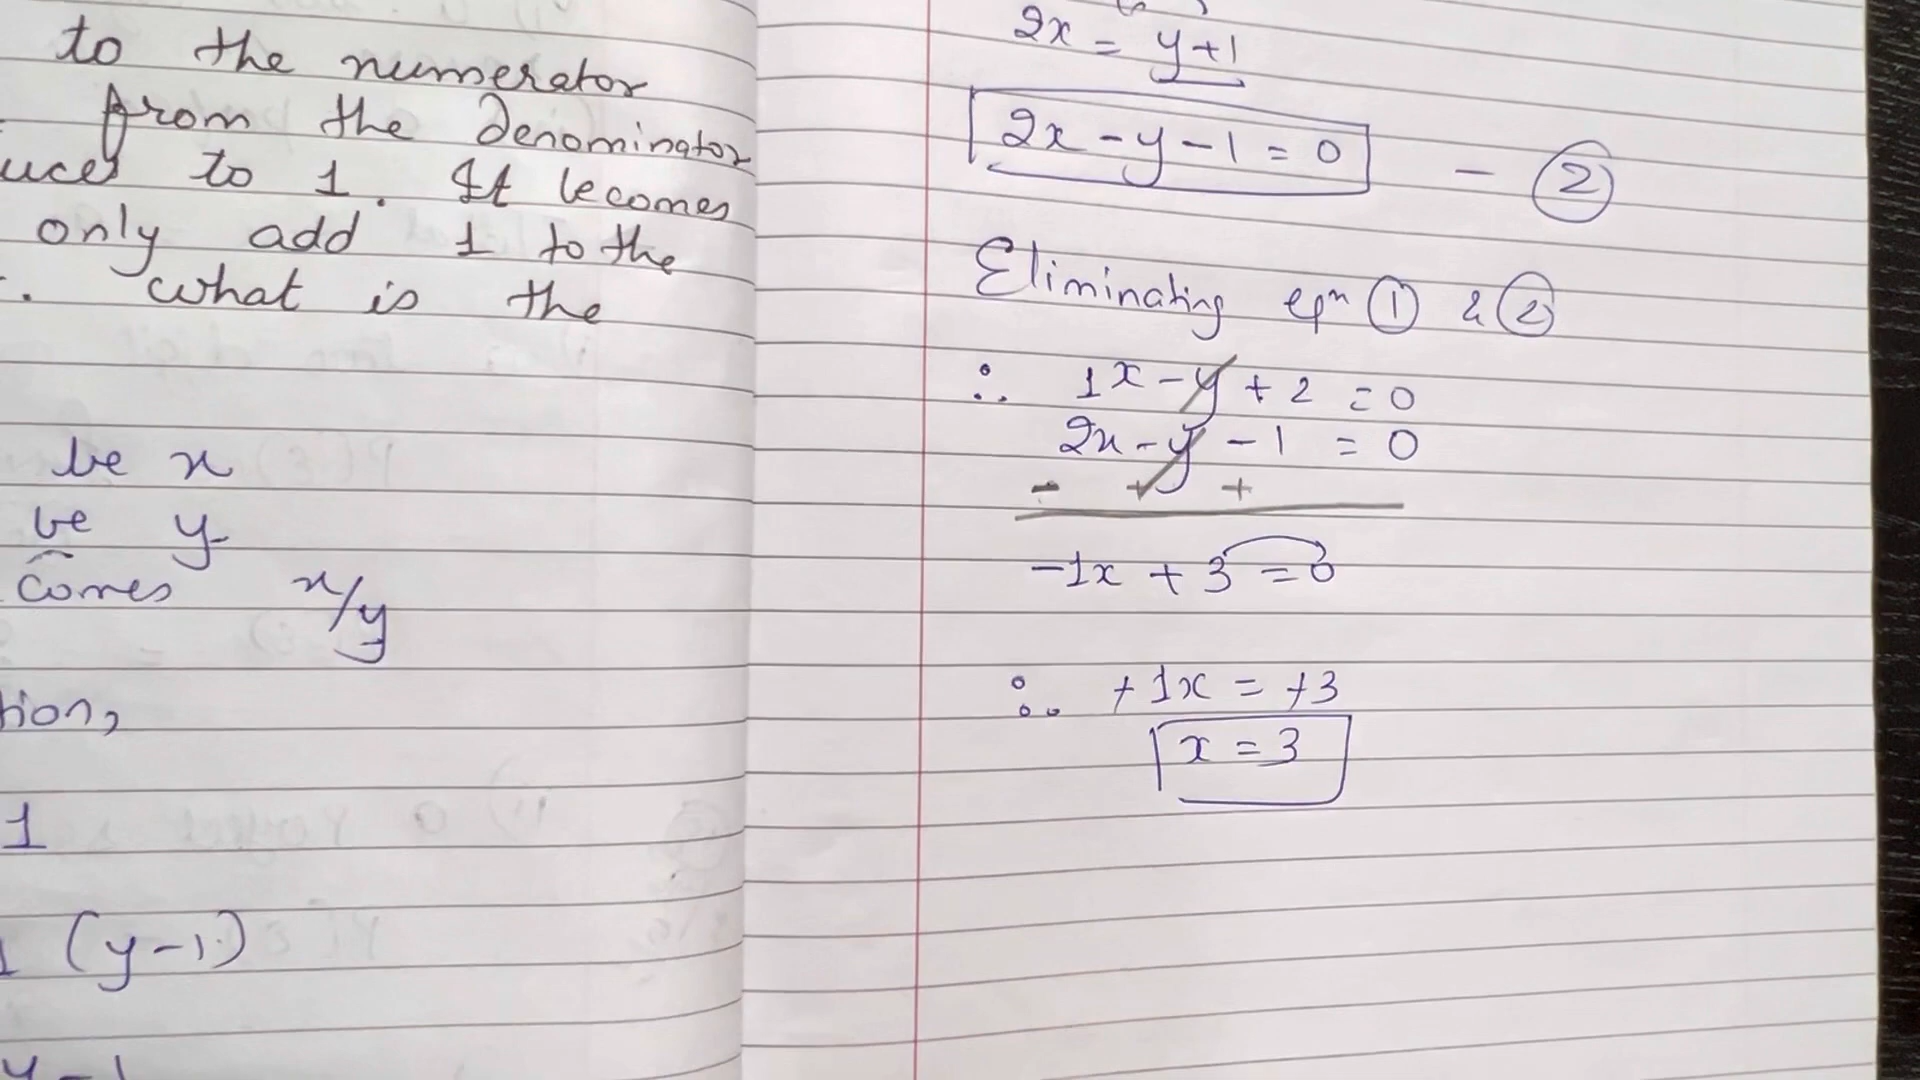 to the numerator
from the denominator
uces to 1. It becomes
only add 1 to the
. what is the
be x
be y
comes x/y
tion,
1
1 (y-1)
y-1
2x = y+1
2x - y - 1 = 0 - ②
Eliminating eqⁿ ① & ②
∴ 1x - y + 2 = 0
2x - y - 1 = 0
- + +
-1x + 3 = 0
∴ +1x = +3
x = 3